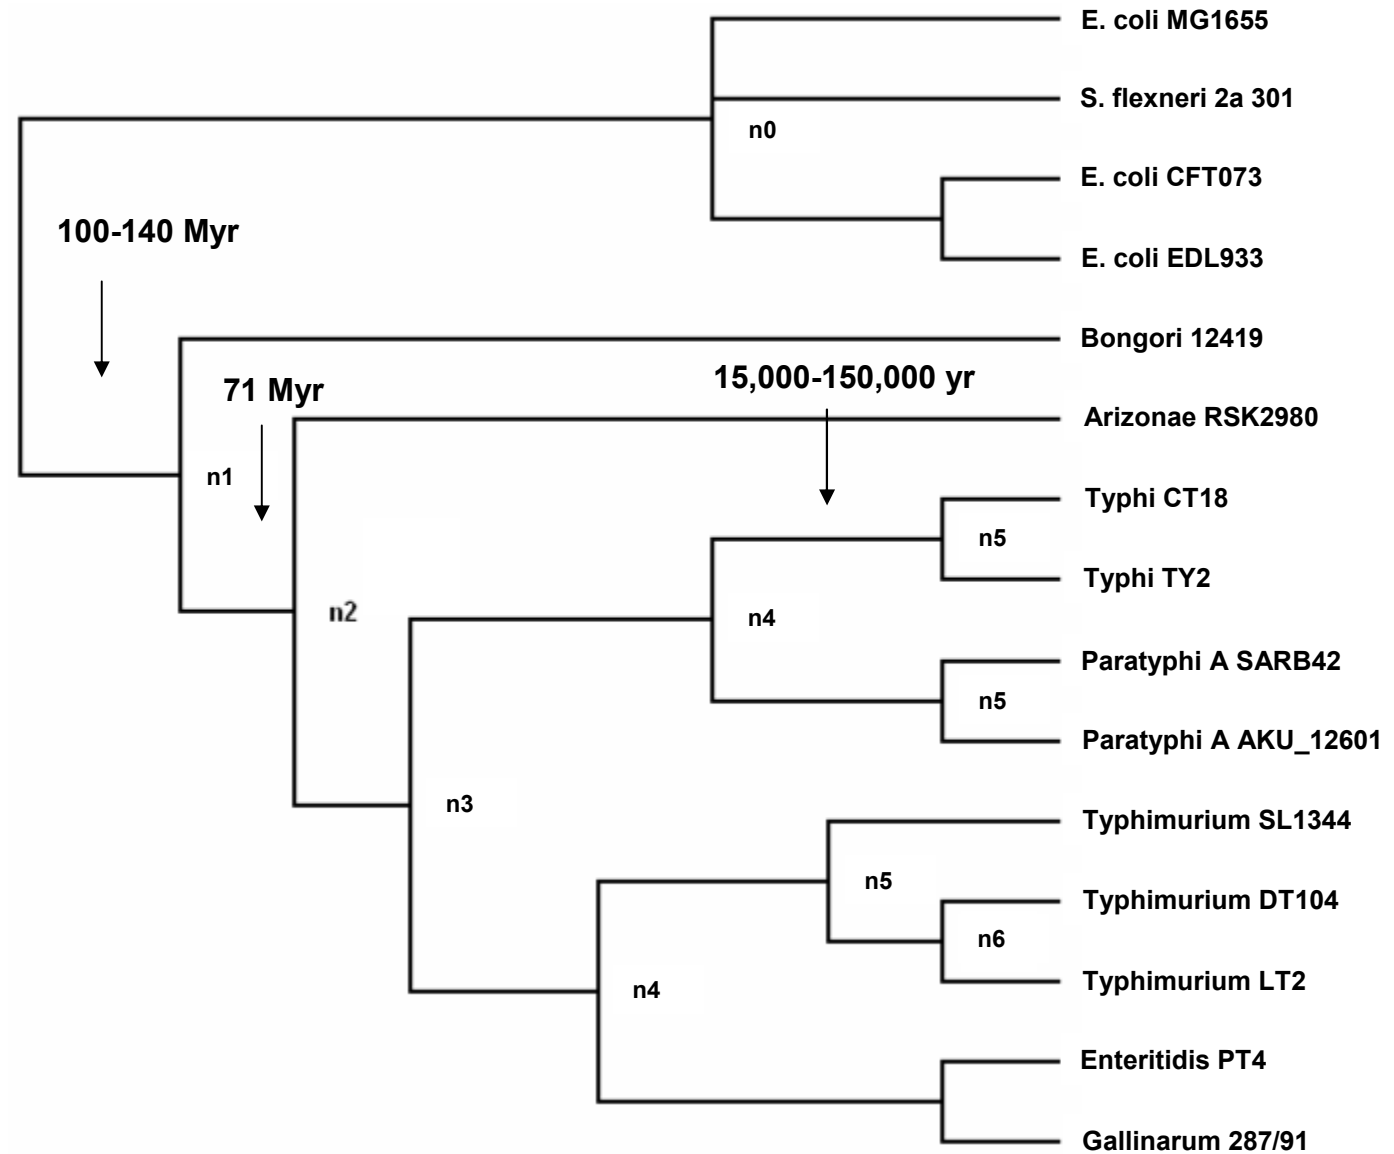 E. coli MG1655
S. flexneri 2a 301
n0
E. coli CFT073
100-140 Myr
E. coli EDL933
Bongori 12419
15,000-150,000 yr
71 Myr
Arizonae RSK2980
n1
Typhi CT18
n5
Typhi TY2
n2
n4
Paratyphi A SARB42
n5
Paratyphi A AKU_12601
n3
Typhimurium SL1344
n5
Typhimurium DT104
n6
Typhimurium LT2
n4
Enteritidis PT4
Gallinarum 287/91